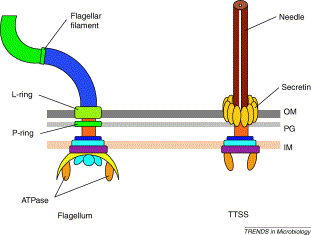 Flagellar
filament
Needle
L-ring
Secretin
OM
P-ring
PG
IM
ATPase
Flagellum
TTSS
TRENDS in Microbiology